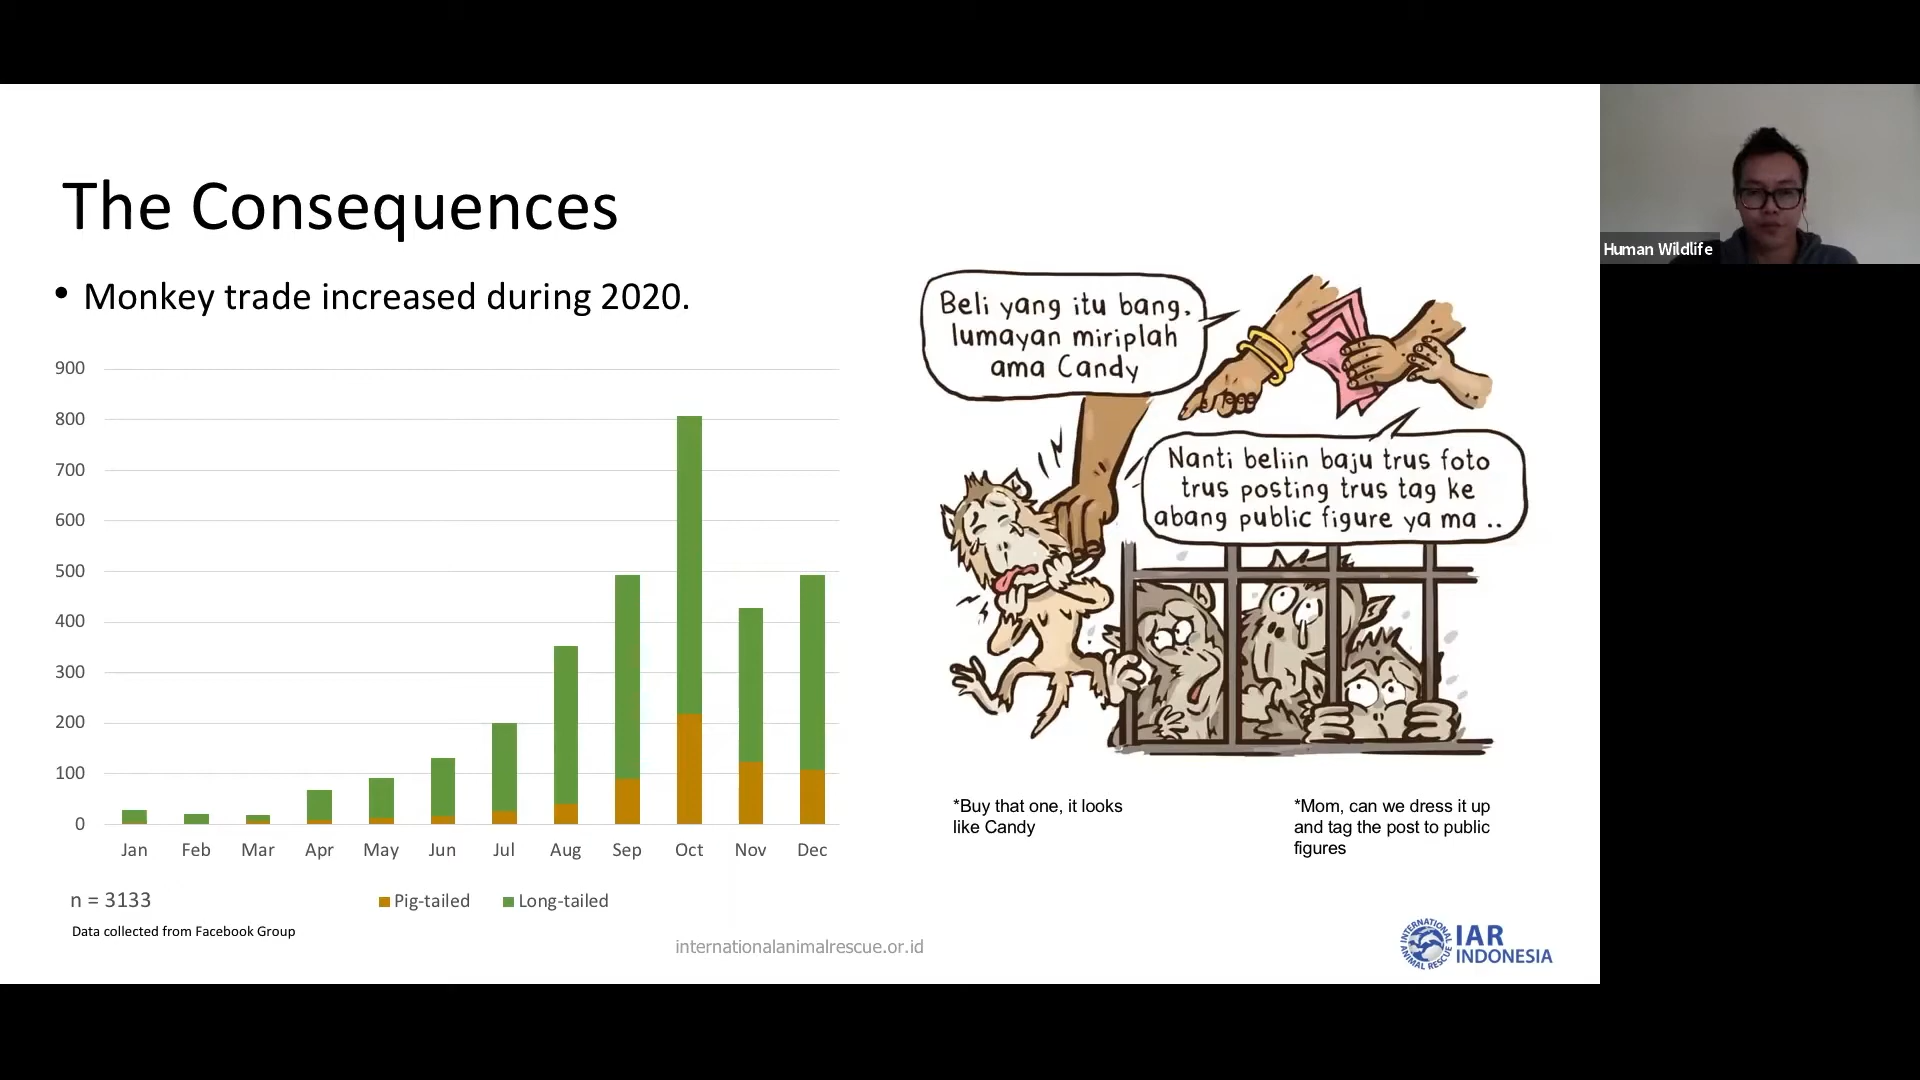 The Consequences
• Monkey trade increased during 2020.
900
800
700
600
500
400
300
200
100
0
Jan Feb Mar Apr May Jun Jul Aug Sep Oct Nov Dec
n = 3133
Pig-tailed Long-tailed
Data collected from Facebook Group
Beli yang itu bang.
lumayan miriplah
ama Candy
Nanti beliin baju trus foto
trus posting trus tag ke
abang public figure ya ma ..
*Buy that one, it looks
like Candy
*Mom, can we dress it up
and tag the post to public
figures
internationalanimalrescue.or.id
INTERNATIONAL
ANIMAL RESCUE
IAR
INDONESIA
Human Wildlife